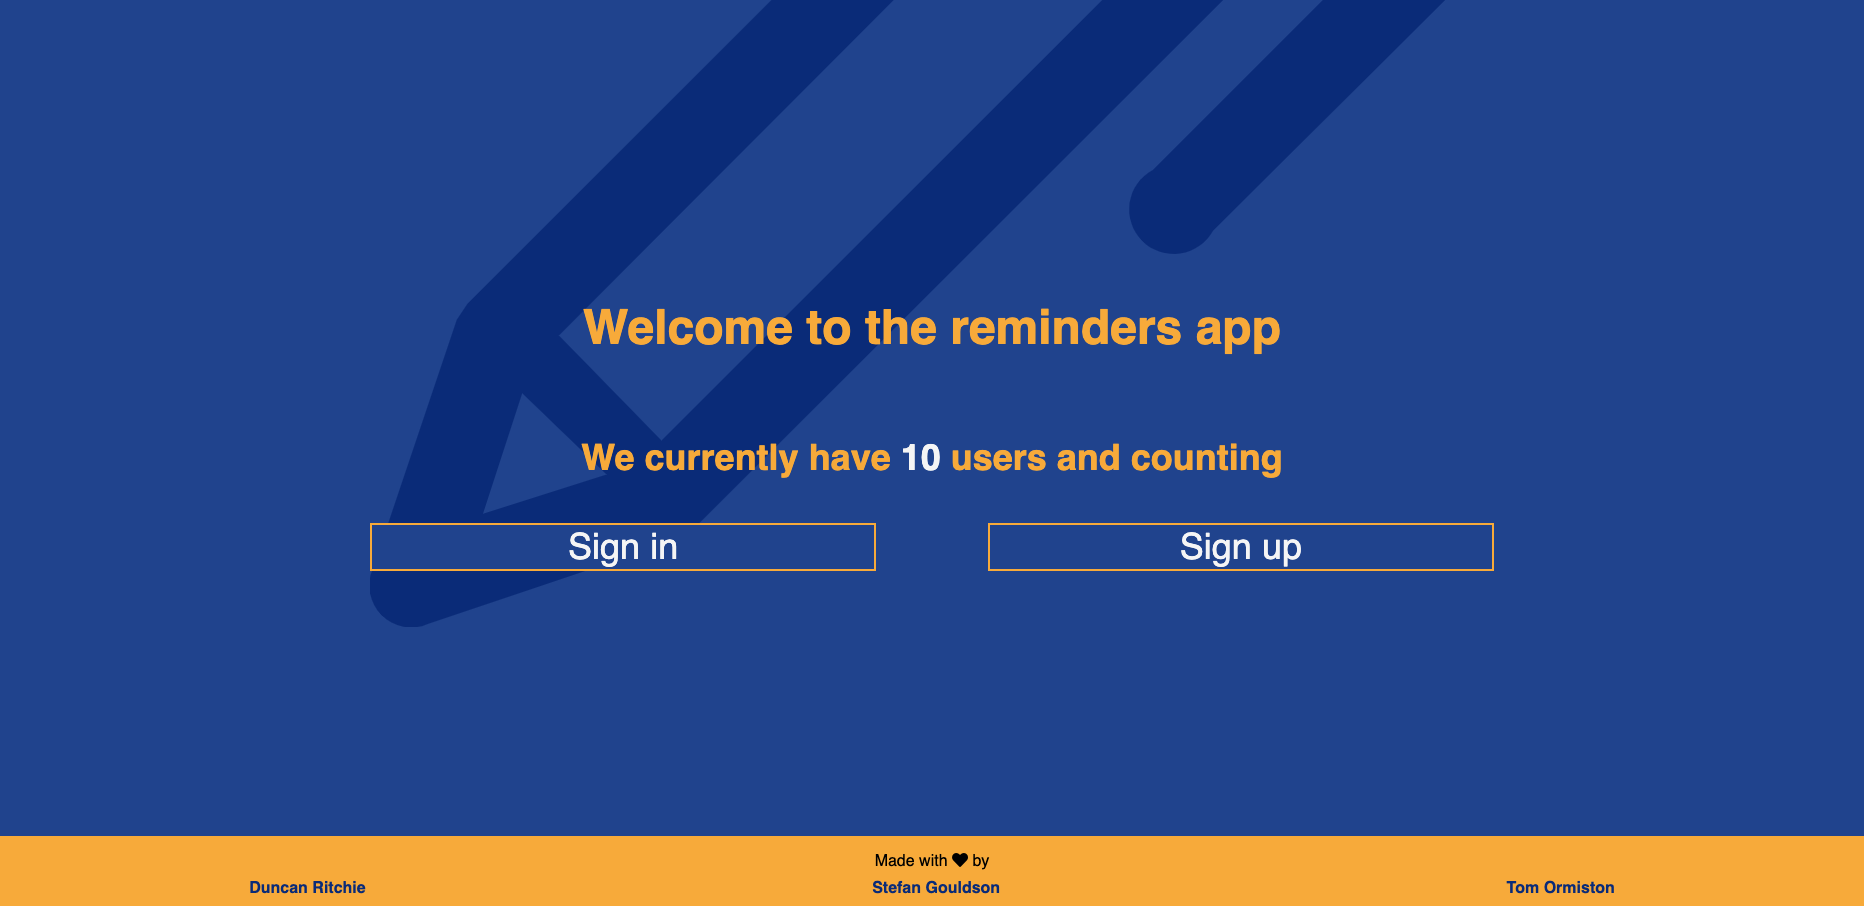 Welcome to the reminders app
We currently have 10 users and counting
Sign in
Sign up
Made with ♥ by
Duncan Ritchie
Stefan Gouldson
Tom Ormiston